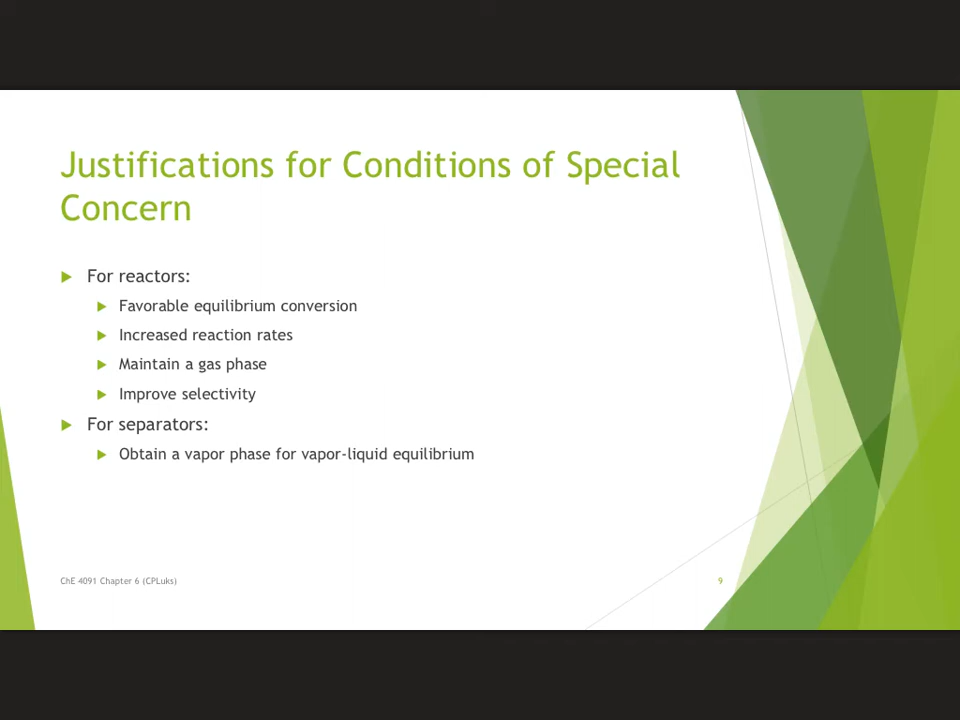 Justifications for Conditions of Special
Concern
For reactors:
Favorable equilibrium conversion
Increased reaction rates
Maintain a gas phase
Improve selectivity
For separators:
Obtain a vapor phase for vapor-liquid equilibrium
ChE 4091 Chapter 6 (CPLuks)
9